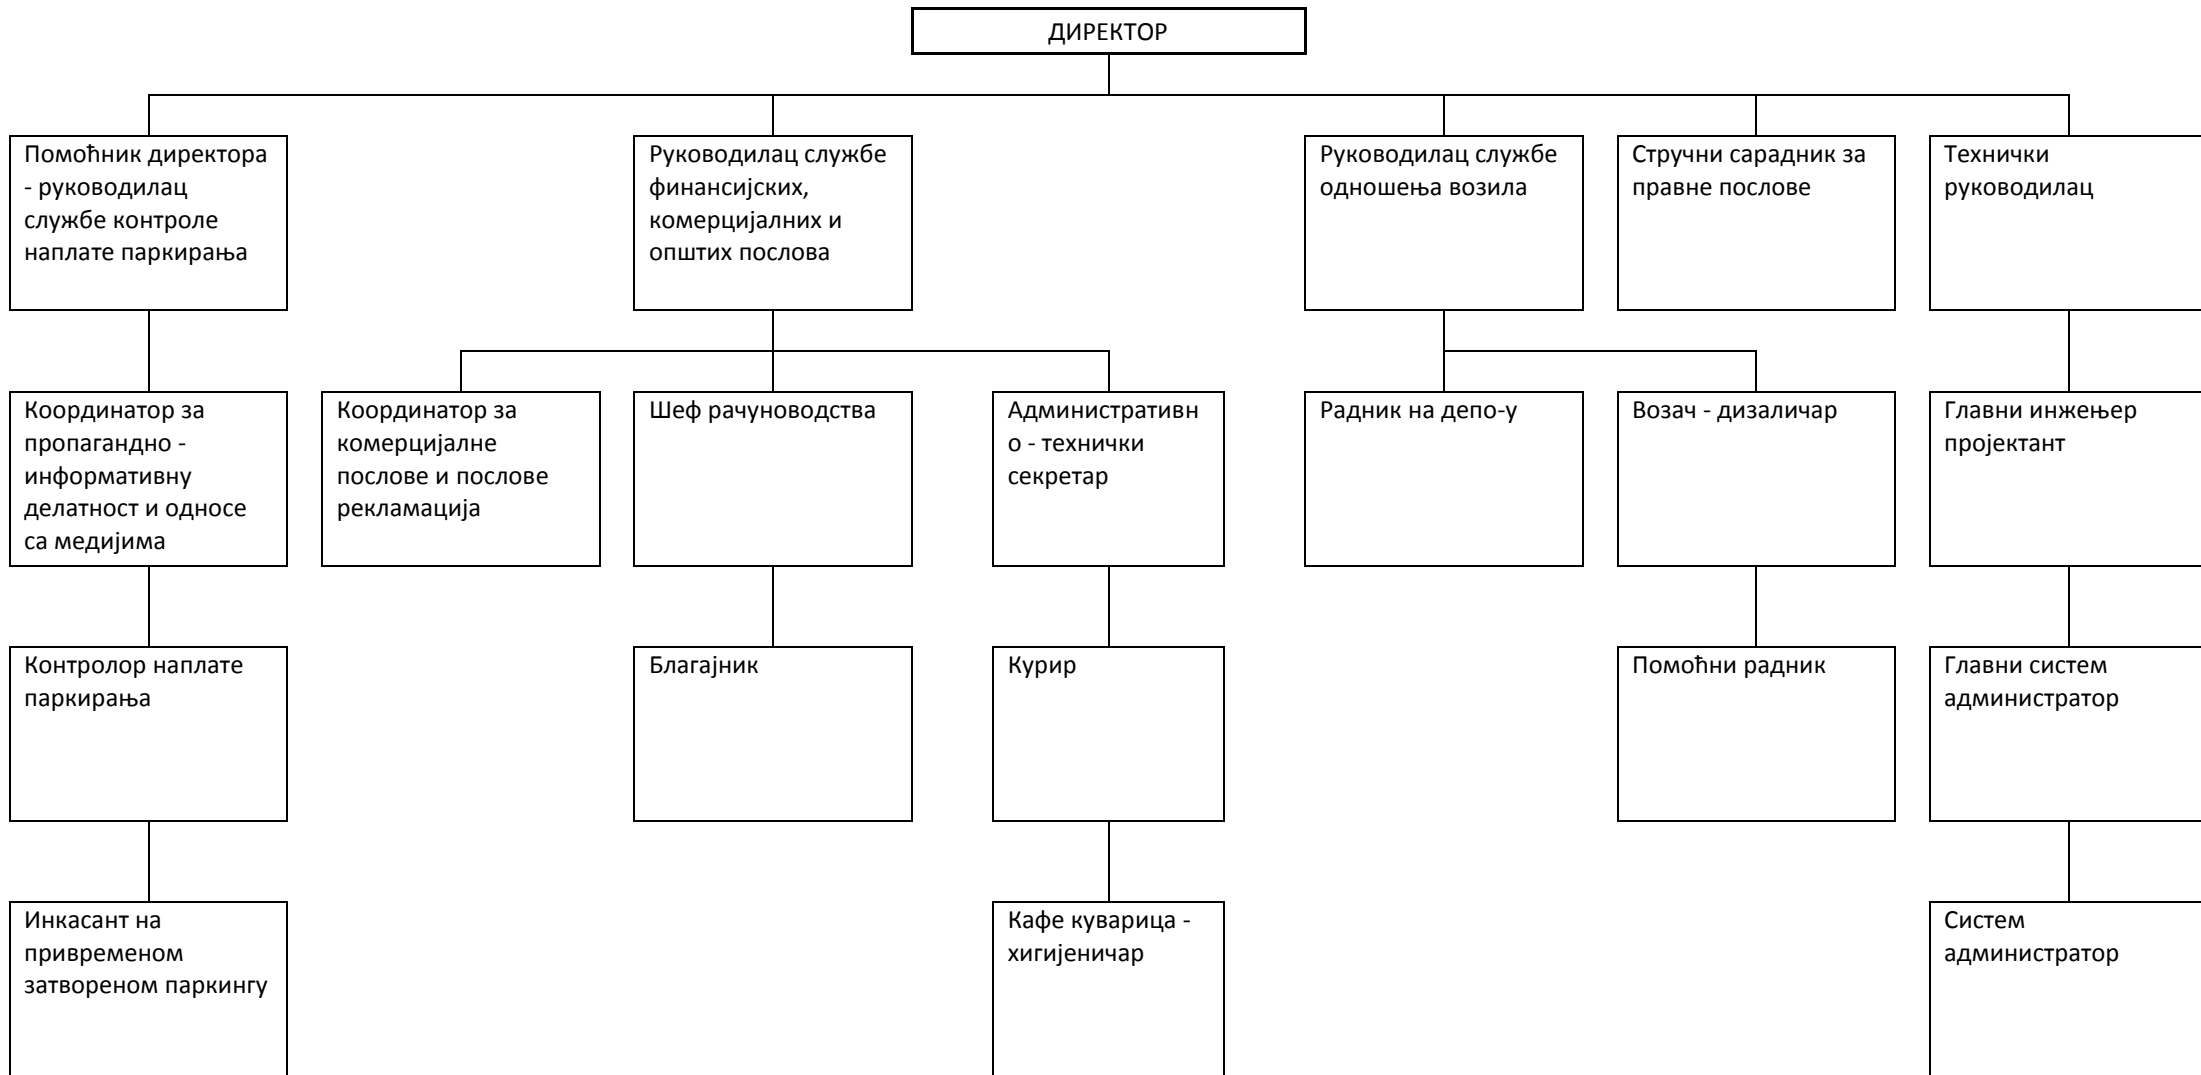 ДИРЕКТОР
Помоћник директора
- руководилац
службе контроле
наплате паркирања
Руководилац службе
финансијских,
комерцијалних и
општих послова
Руководилац службе
одношења возила
Стручни сарадник за
правне послове
Технички
руководилац
Координатор за
пропагандно -
информативну
делатност и односе
са медијима
Координатор за
комерцијалне
послове и послове
рекламација
Шеф рачуноводства
Административн
о - технички
секретар
Радник на депо-у
Возач - дизаличар
Главни инжењер
пројектант
Контролор наплате
паркирања
Благајник
Курир
Помоћни радник
Главни систем
администратор
Инкасант на
привременом
затвореном паркингу
Кафе куварица -
хигијеничар
Систем
администратор